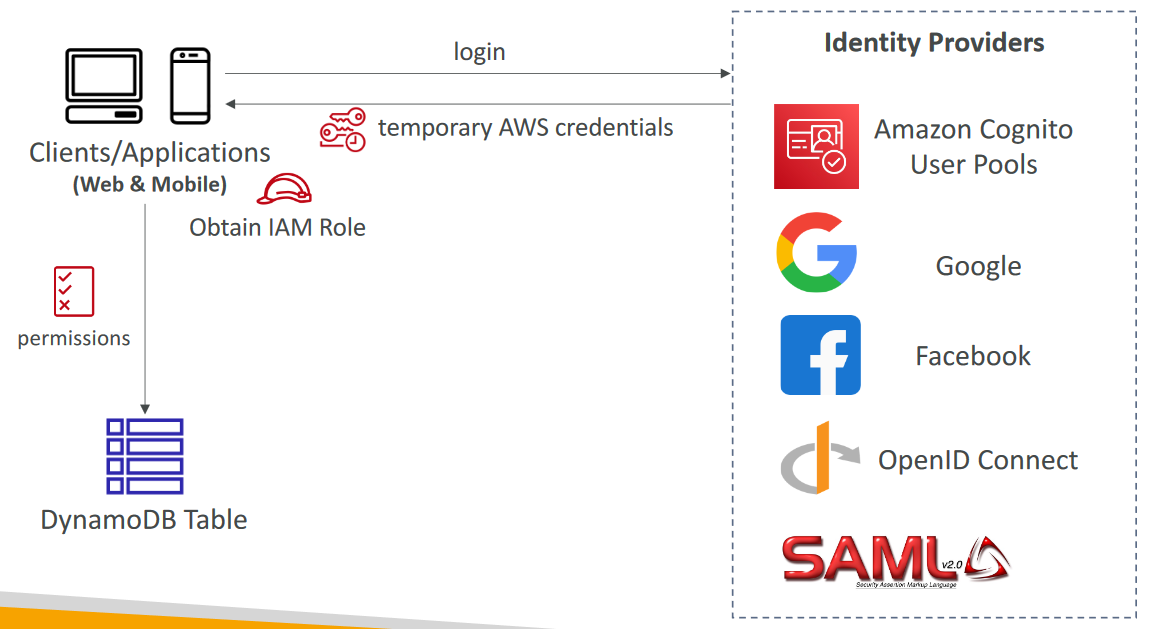 login
Identity Providers
temporary AWS credentials
Clients/Applications
(Web & Mobile)
Obtain IAM Role
permissions
DynamoDB Table
Amazon Cognito
User Pools
Google
Facebook
OpenID Connect
SAML v2.0
Security Assertion Markup Language